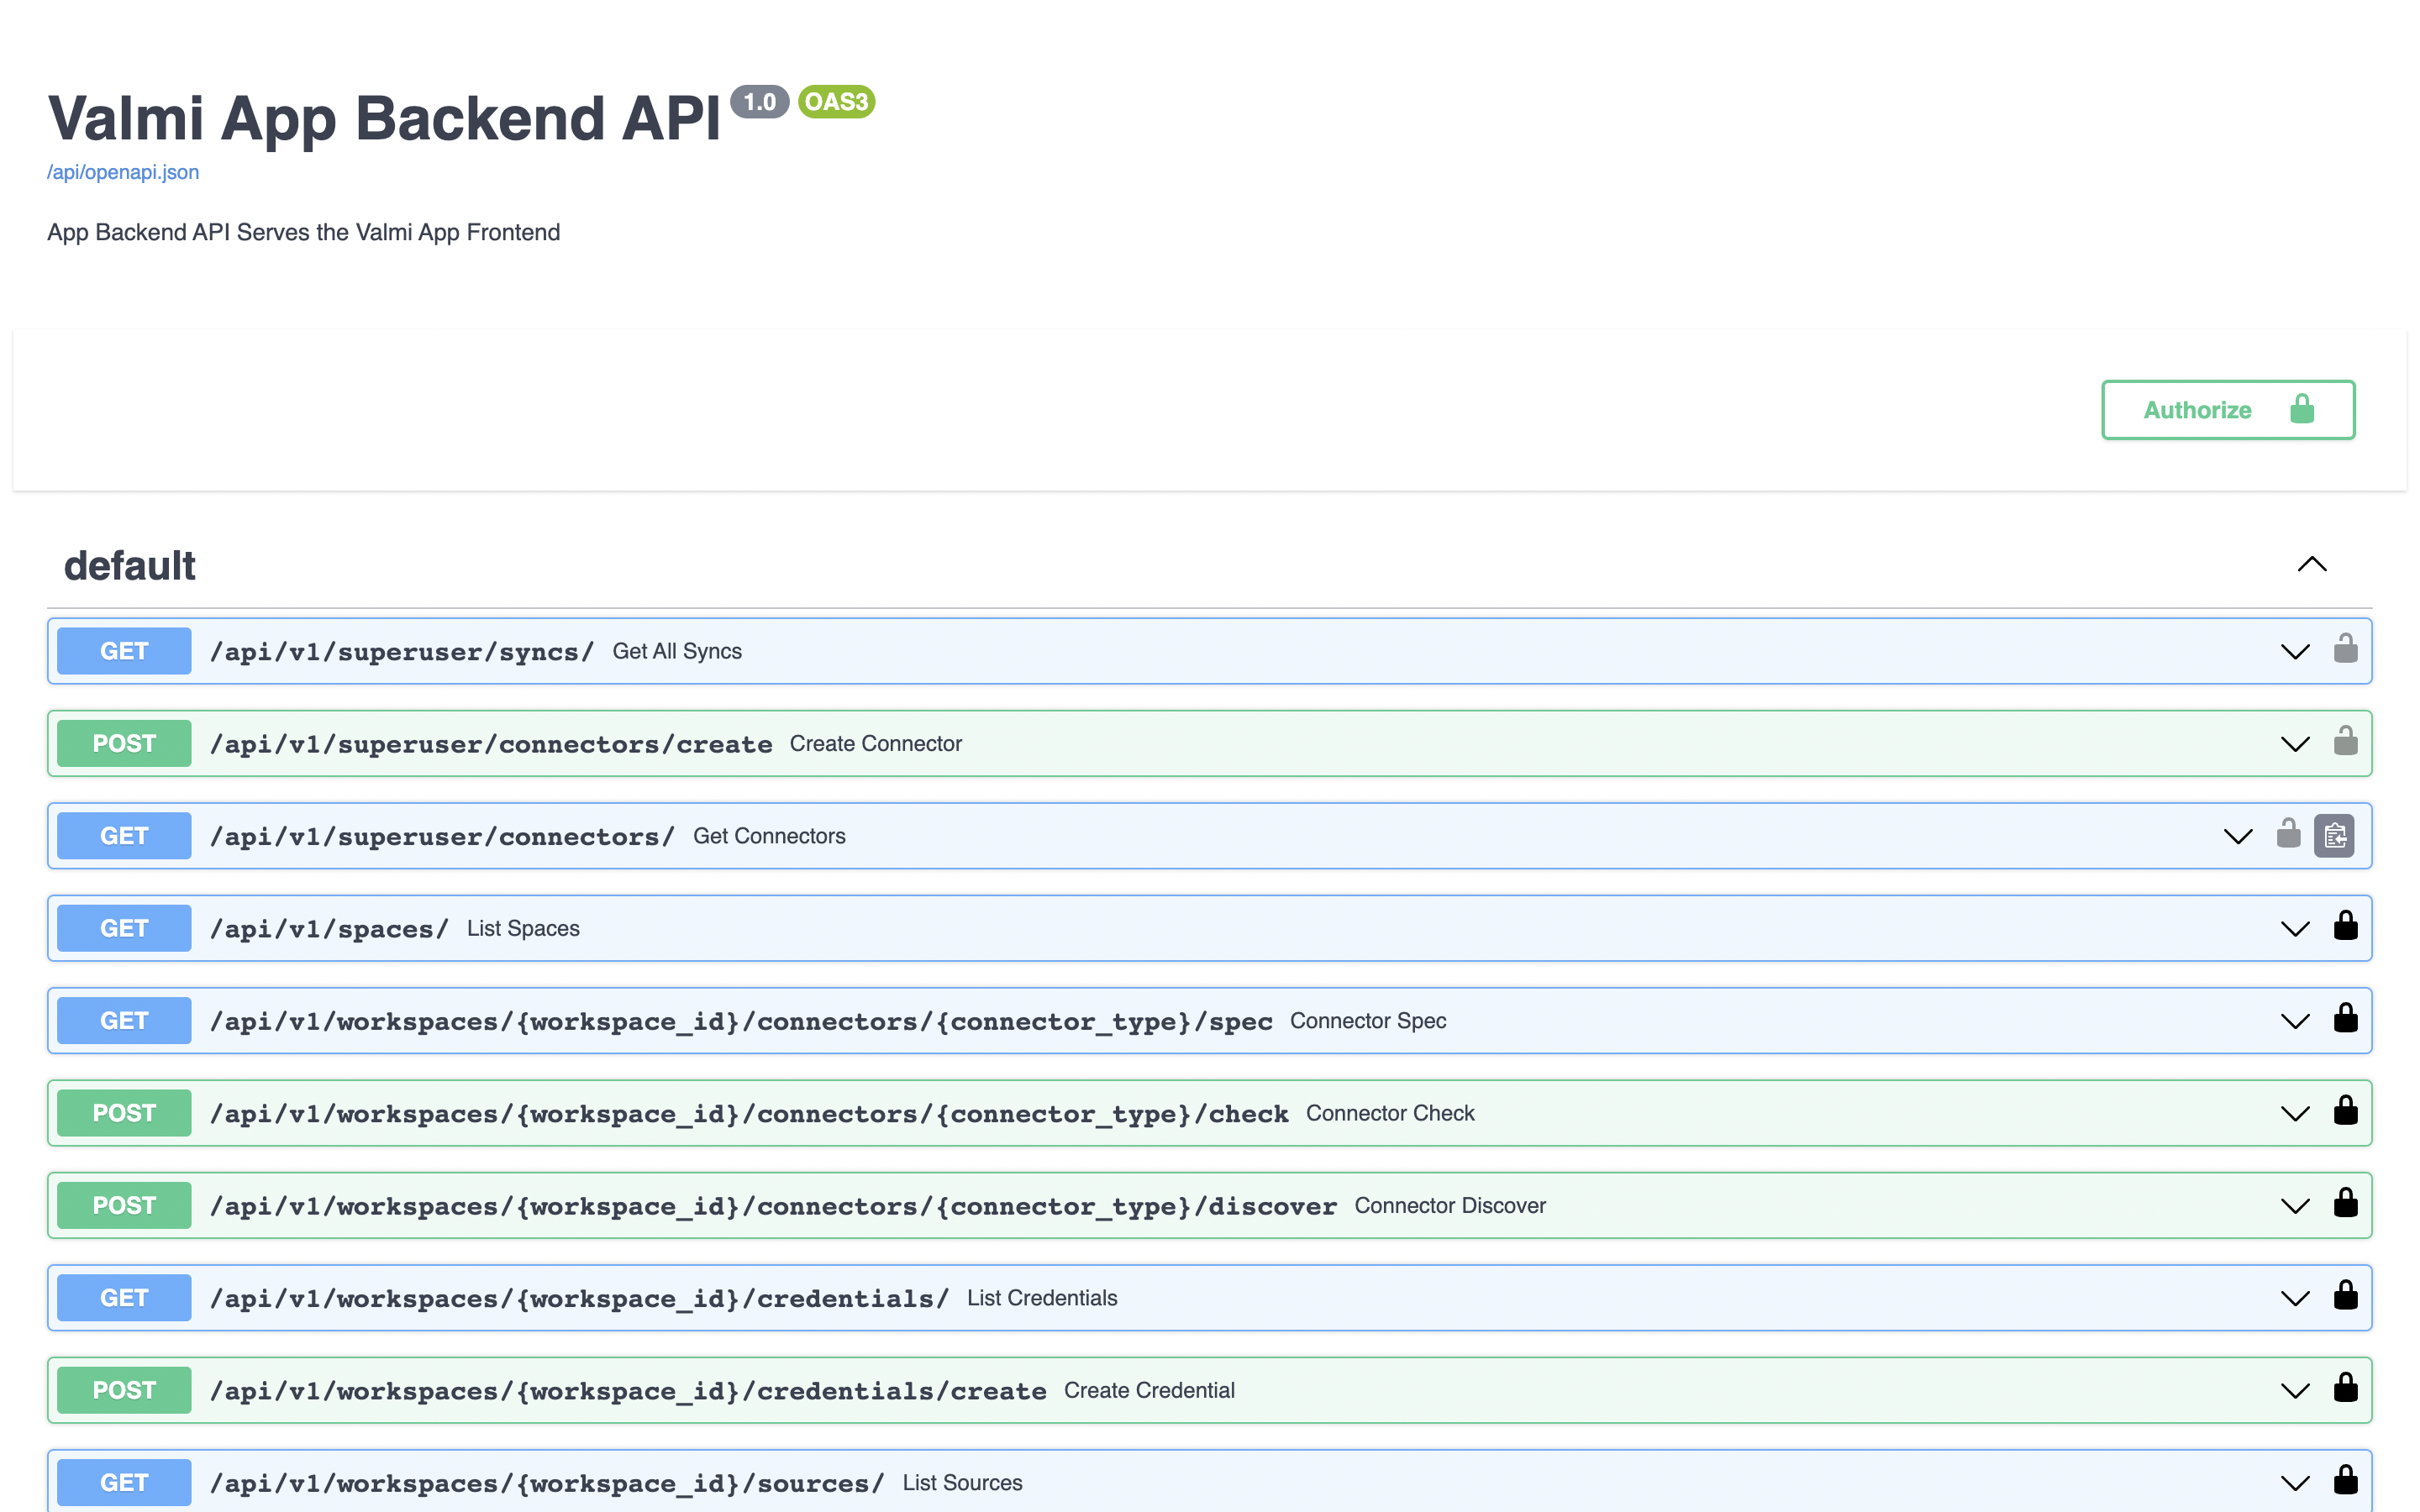 Valmi App Backend API 1.0 OAS3
/api/openapi.json
App Backend API Serves the Valmi App Frontend
Authorize
default
GET /api/v1/superuser/syncs/ Get All Syncs
POST /api/v1/superuser/connectors/create Create Connector
GET /api/v1/superuser/connectors/ Get Connectors
GET /api/v1/spaces/ List Spaces
GET /api/v1/workspaces/{workspace_id}/connectors/{connector_type}/spec Connector Spec
POST /api/v1/workspaces/{workspace_id}/connectors/{connector_type}/check Connector Check
POST /api/v1/workspaces/{workspace_id}/connectors/{connector_type}/discover Connector Discover
GET /api/v1/workspaces/{workspace_id}/credentials/ List Credentials
POST /api/v1/workspaces/{workspace_id}/credentials/create Create Credential
GET /api/v1/workspaces/{workspace_id}/sources/ List Sources